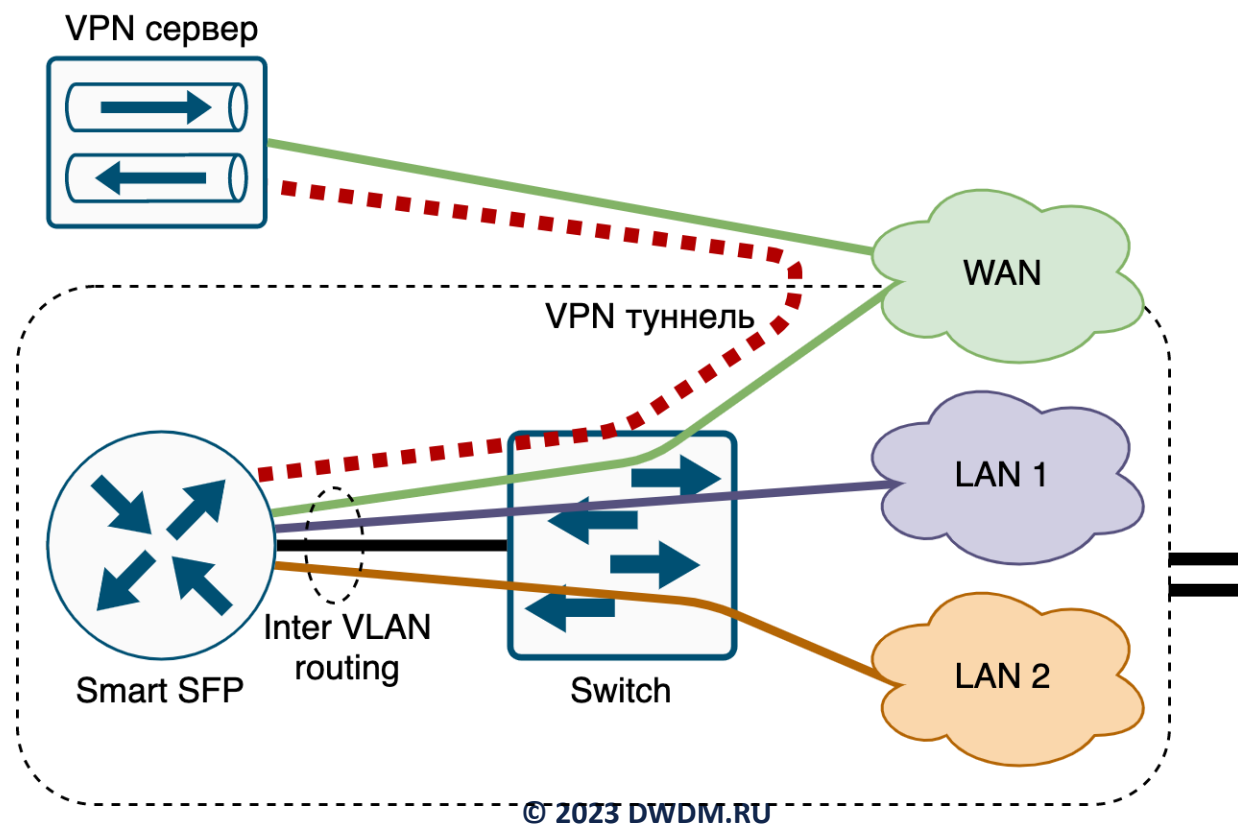 VPN сервер
WAN
VPN туннель
LAN 1
Inter VLAN
routing
Smart SFP
Switch
LAN 2
© 2023 DWDM.RU